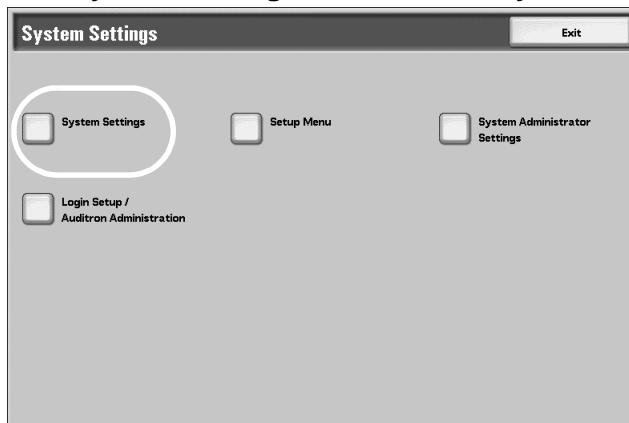 System Settings
Exit
System Settings
Setup Menu
System Administrator
Settings
Login Setup /
Auditron Administration